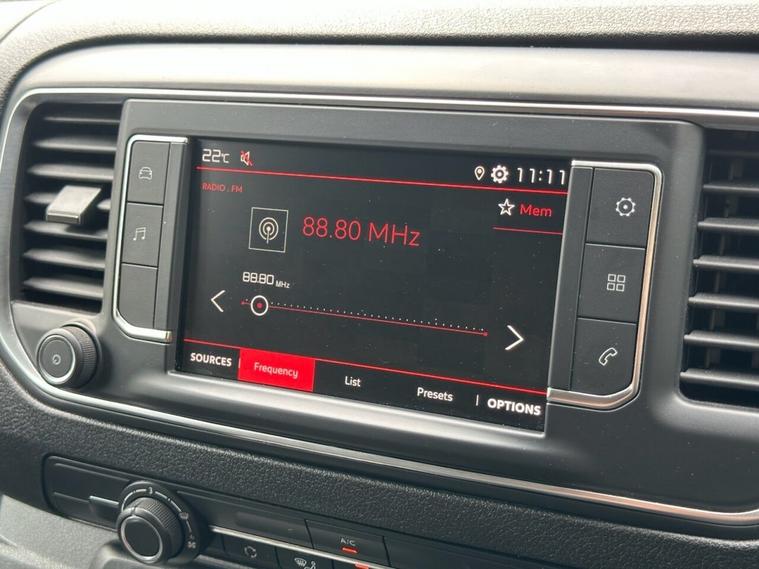 22°C
11:11
RADIO . FM
Mem
88.80 MHz
88.80 MHz
SOURCES
Frequency
List
Presets
OPTIONS
A/C